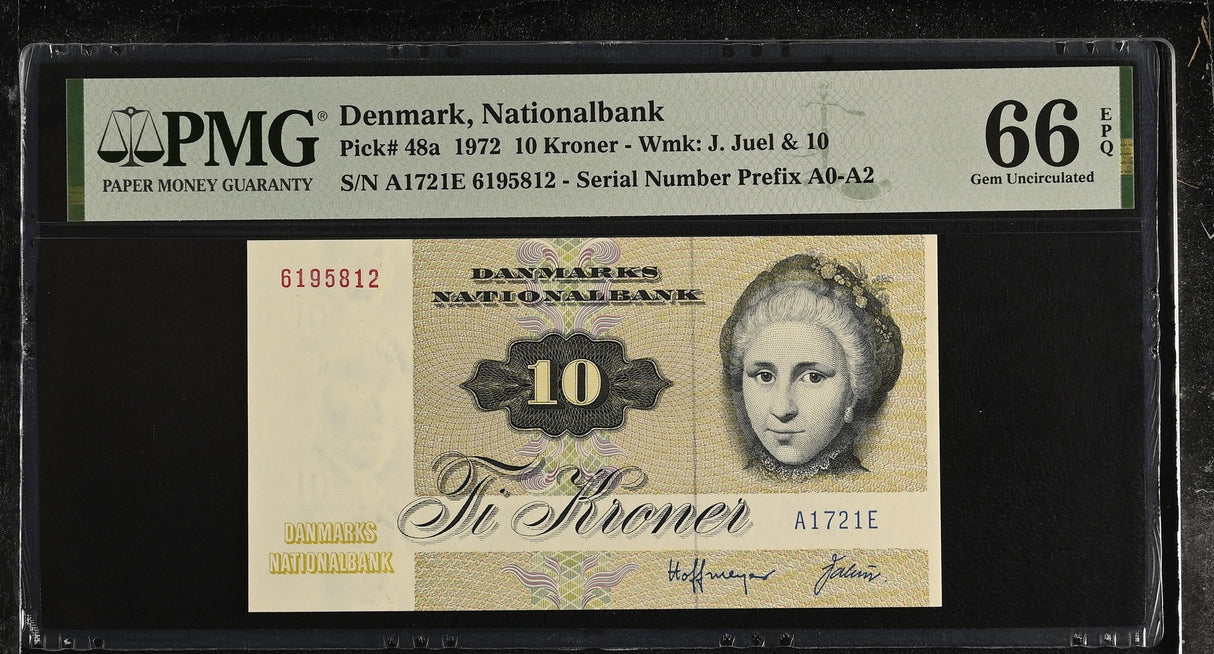 PMG®
PAPER MONEY GUARANTY
Denmark, Nationalbank
Pick# 48a 1972 10 Kroner - Wmk: J. Juel & 10
S/N A1721E 6195812 - Serial Number Prefix A0-A2
66
EPQ
Gem Uncirculated
6195812
DANMARKS
NATIONALBANK
10
Ti Kroner
A1721E
DANMARKS
NATIONALBANK
Hoffmeyer